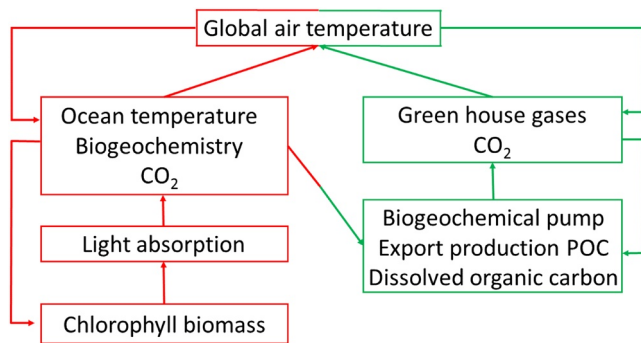 Global air temperature
Ocean temperature
Biogeochemistry
CO₂
Light absorption
Chlorophyll biomass
Green house gases
CO₂
Biogeochemical pump
Export production POC
Dissolved organic carbon